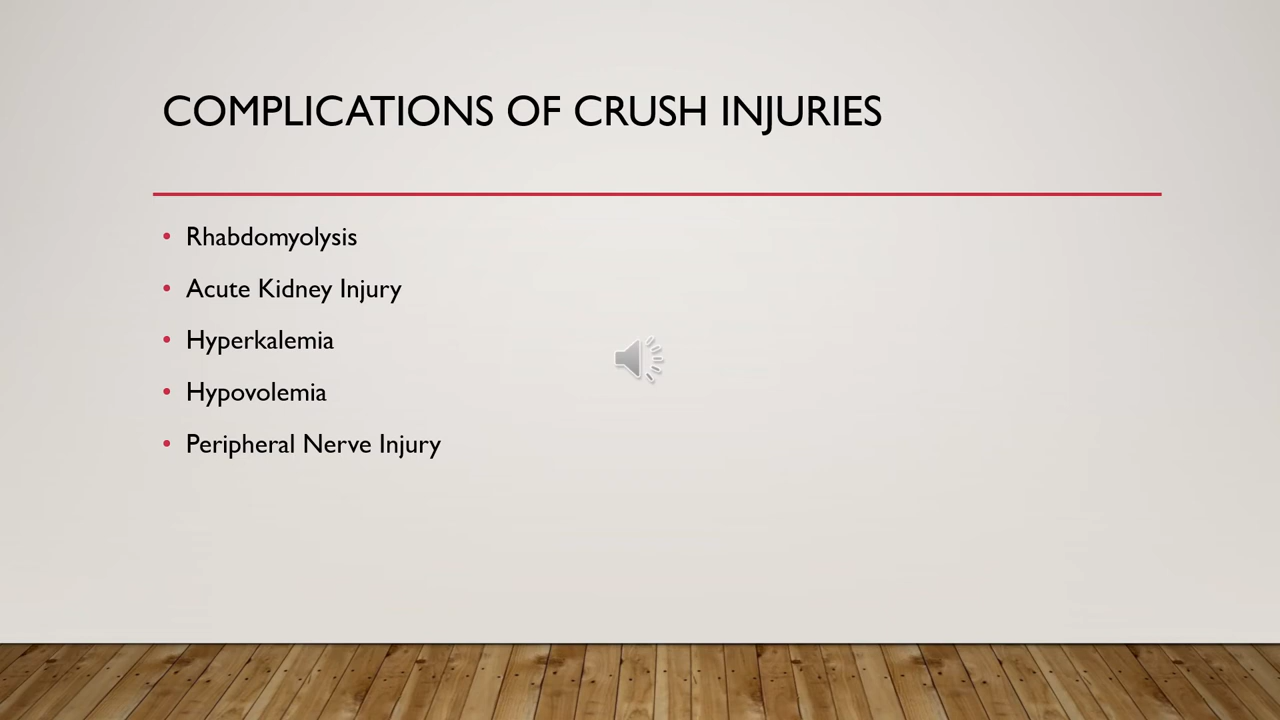 COMPLICATIONS OF CRUSH INJURIES
• Rhabdomyolysis
• Acute Kidney Injury
• Hyperkalemia
• Hypovolemia
• Peripheral Nerve Injury